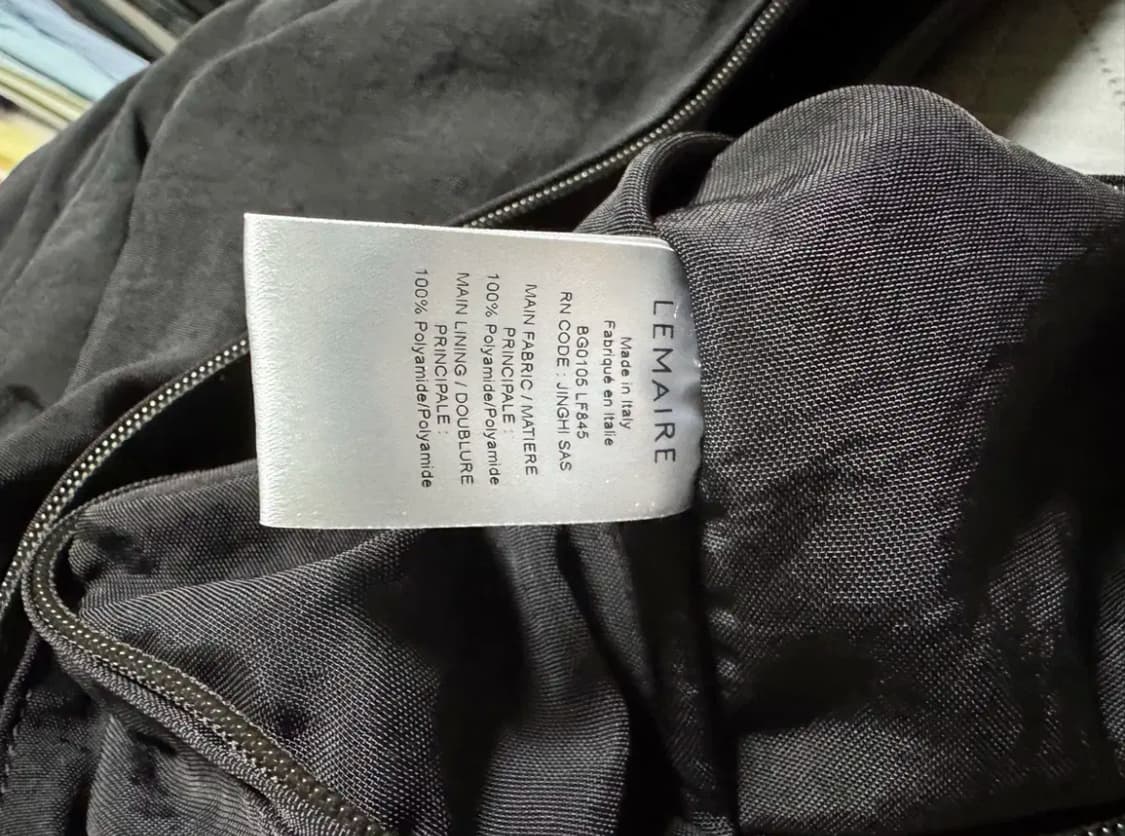 LEMAIRE
Made in Italy
Fabriqué en Italie
BG0105 LF845
RN CODE : JINGHI SAS
MAIN FABRIC / MATIERE
PRINCIPALE :
100% Polyamide/Polyamide
MAIN LINING / DOUBLURE
PRINCIPALE :
100% Polyamide/Polyamide